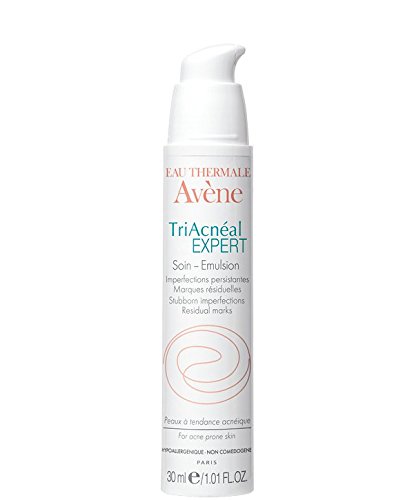 EAU THERMALE
Avène
TriAcnéal
EXPERT
Soin - Emulsion
Imperfections persistantes
Marques résiduelles
Stubborn imperfections
Residual marks
Peaux à tendance acnéique
For acne prone skin
HYPOALLERGENIQUE - NON COMEDOGENE
PARIS
30 ml e / 1.01 FL.OZ.